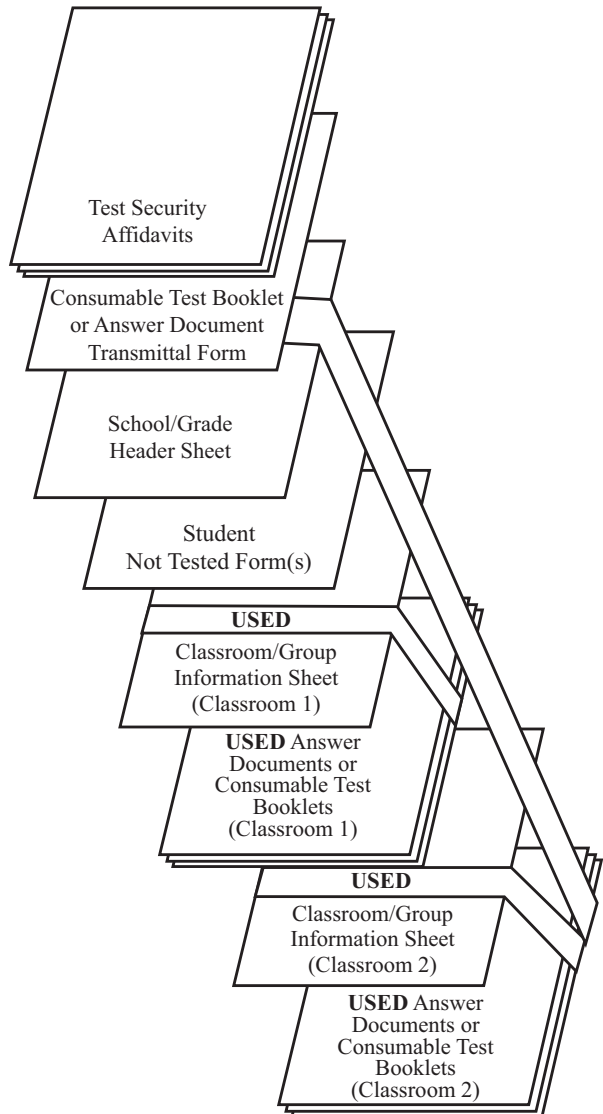 Test Security
Affidavits
Consumable Test Booklet
or Answer Document
Transmittal Form
School/Grade
Header Sheet
Student
Not Tested Form(s)
USED
Classroom/Group
Information Sheet
(Classroom 1)
USED Answer
Documents or
Consumable Test
Booklets
(Classroom 1)
USED
Classroom/Group
Information Sheet
(Classroom 2)
USED Answer
Documents or
Consumable Test
Booklets
(Classroom 2)